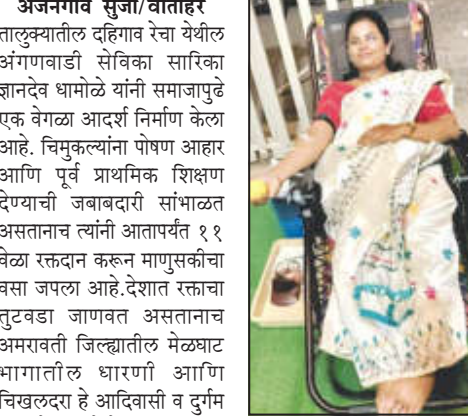 अंजनगाव सुर्जी/वार्ताहर
तालुक्यातील दहिगाव रेचा येथील
अंगणवाडी सेविका सारिका
ज्ञानदेव धामोळे यांनी समाजापुढे
एक वेगळा आदर्श निर्माण केला
आहे. चिमुकल्यांना पोषण आहार
आणि पूर्व प्राथमिक शिक्षण
देण्याची जबाबदारी सांभाळत
असतानाच त्यांनी आतापर्यंत ११
वेळा रक्तदान करून माणुसकीचा
वसा जपला आहे.देशात रक्ताचा
तुटवडा जाणवत असतानाच
अमरावती जिल्ह्यातील मेळघाट
भागातील धारणी आणि
चिखलदरा हे आदिवासी व दुर्गम